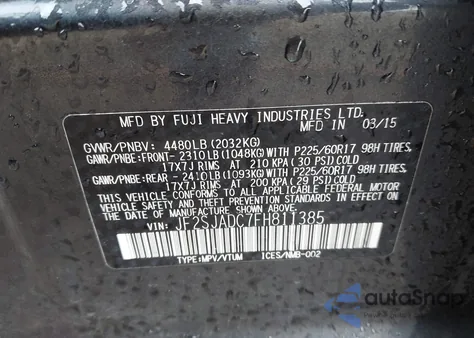 MFD BY FUJI HEAVY INDUSTRIES LTD.
MFD IN 03/15
GVWR/PNBV: 4480LB (2032KG)
GAWR/PNBE: FRONT- 2310LB (1048KG) WITH P225/60R17 98H TIRES,
17X7J RIMS AT 210 KPA (30 PSI) COLD
GAWR/PNBE: REAR - 2410LB (1093KG) WITH P225/60R17 98H TIRES,
17X7J RIMS AT 200 KPA (29 PSI) COLD
THIS VEHICLE CONFORMS TO ALL APPLICABLE FEDERAL MOTOR
VEHICLE SAFETY, BUMPER, AND THEFT PREVENTION STANDARDS IN
EFFECT ON THE DATE OF MANUFACTURE SHOWN ABOVE.
VIN: JF2SJADC7FH811385
TYPE:MPV/VTUM ICES/NMB-002
autoSnap